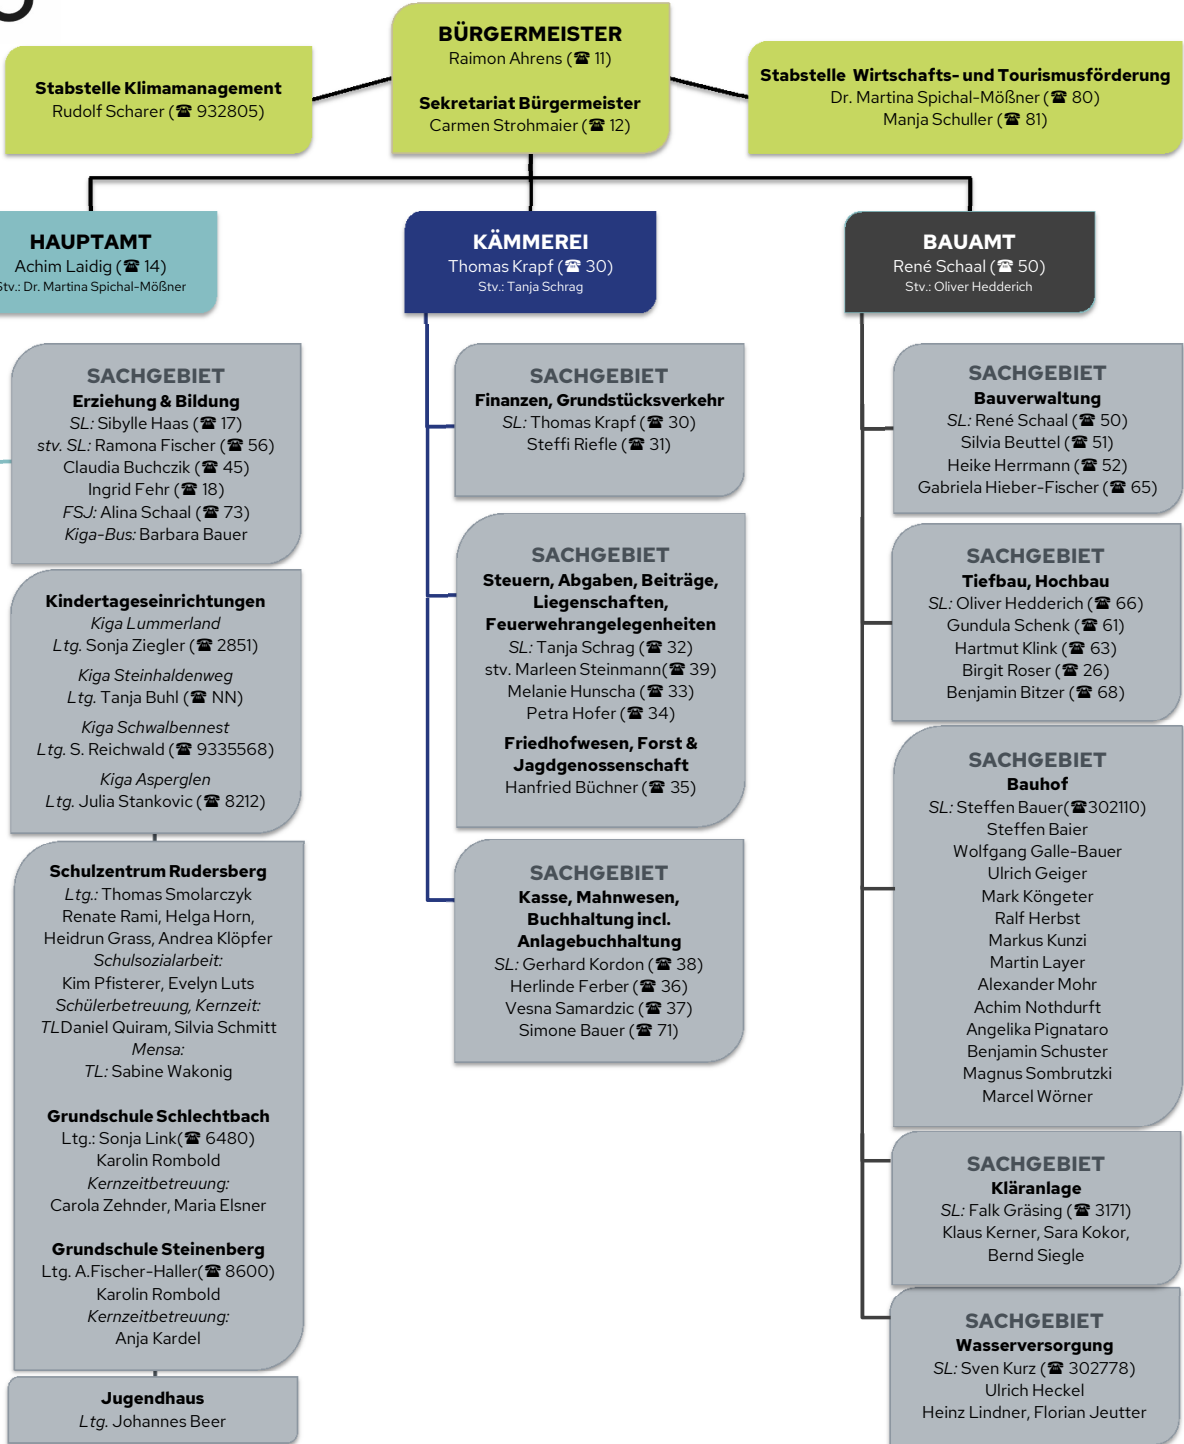 BÜRGERMEISTER
Raimon Ahrens (☎ 11)
Sekretariat Bürgermeister
Carmen Strohmaier (☎ 12)
Stabstelle Klimamanagement
Rudolf Scharer (☎ 932805)
Stabstelle Wirtschafts- und Tourismusförderung
Dr. Martina Spichal-Mößner (☎ 80)
Manja Schuller (☎ 81)
HAUPTAMT
Achim Laidig (☎ 14)
Stv.: Dr. Martina Spichal-Mößner
SACHGEBIET
Erziehung & Bildung
SL: Sibylle Haas (☎ 17)
stv. SL: Ramona Fischer (☎ 56)
Claudia Buchczik (☎ 45)
Ingrid Fehr (☎ 18)
FSJ: Alina Schaal (☎ 73)
Kiga-Bus: Barbara Bauer
Kindertageseinrichtungen
Kiga Lummerland
Ltg. Sonja Ziegler (☎ 2851)
Kiga Steinhaldenweg
Ltg. Tanja Buhl (☎ NN)
Kiga Schwalbennest
Ltg. S. Reichwald (☎ 9335568)
Kiga Asperglen
Ltg. Julia Stankovic (☎ 8212)
Schulzentrum Rudersberg
Ltg.: Thomas Smolarczyk
Renate Rami, Helga Horn,
Heidrun Grass, Andrea Klöpfer
Schulsozialarbeit:
Kim Pfisterer, Evelyn Luts
Schülerbetreuung, Kernzeit:
TLDaniel Quiram, Silvia Schmitt
Mensa:
TL: Sabine Wakonig
Grundschule Schlechtbach
Ltg.: Sonja Link(☎ 6480)
Karolin Rombold
Kernzeitbetreuung:
Carola Zehnder, Maria Elsner
Grundschule Steinenberg
Ltg. A.Fischer-Haller(☎ 8600)
Karolin Rombold
Kernzeitbetreuung:
Anja Kardel
Jugendhaus
Ltg. Johannes Beer
KÄMMEREI
Thomas Krapf (☎ 30)
Stv.: Tanja Schrag
SACHGEBIET
Finanzen, Grundstücksverkehr
SL: Thomas Krapf (☎ 30)
Steffi Riefle (☎ 31)
SACHGEBIET
Steuern, Abgaben, Beiträge,
Liegenschaften,
Feuerwehrangelegenheiten
SL: Tanja Schrag (☎ 32)
stv. Marleen Steinmann(☎ 39)
Melanie Hunscha (☎ 33)
Petra Hofer (☎ 34)
Friedhofwesen, Forst &
Jagdgenossenschaft
Hanfried Büchner (☎ 35)
SACHGEBIET
Kasse, Mahnwesen,
Buchhaltung incl.
Anlagebuchhaltung
SL: Gerhard Kordon (☎ 38)
Herlinde Ferber (☎ 36)
Vesna Samardzic (☎ 37)
Simone Bauer (☎ 71)
BAUAMT
René Schaal (☎ 50)
Stv.: Oliver Hedderich
SACHGEBIET
Bauverwaltung
SL: René Schaal (☎ 50)
Silvia Beuttel (☎ 51)
Heike Herrmann (☎ 52)
Gabriela Hieber-Fischer (☎ 65)
SACHGEBIET
Tiefbau, Hochbau
SL: Oliver Hedderich (☎ 66)
Gundula Schenk (☎ 61)
Hartmut Klink (☎ 63)
Birgit Roser (☎ 26)
Benjamin Bitzer (☎ 68)
SACHGEBIET
Bauhof
SL: Steffen Bauer(☎302110)
Steffen Baier
Wolfgang Galle-Bauer
Ulrich Geiger
Mark Köngeter
Ralf Herbst
Markus Kunzi
Martin Layer
Alexander Mohr
Achim Nothdurft
Angelika Pignataro
Benjamin Schuster
Magnus Sombrutzki
Marcel Wörner
SACHGEBIET
Kläranlage
SL: Falk Gräsing (☎ 3171)
Klaus Kerner, Sara Kokor,
Bernd Siegle
SACHGEBIET
Wasserversorgung
SL: Sven Kurz (☎ 302778)
Ulrich Heckel
Heinz Lindner, Florian Jeutter